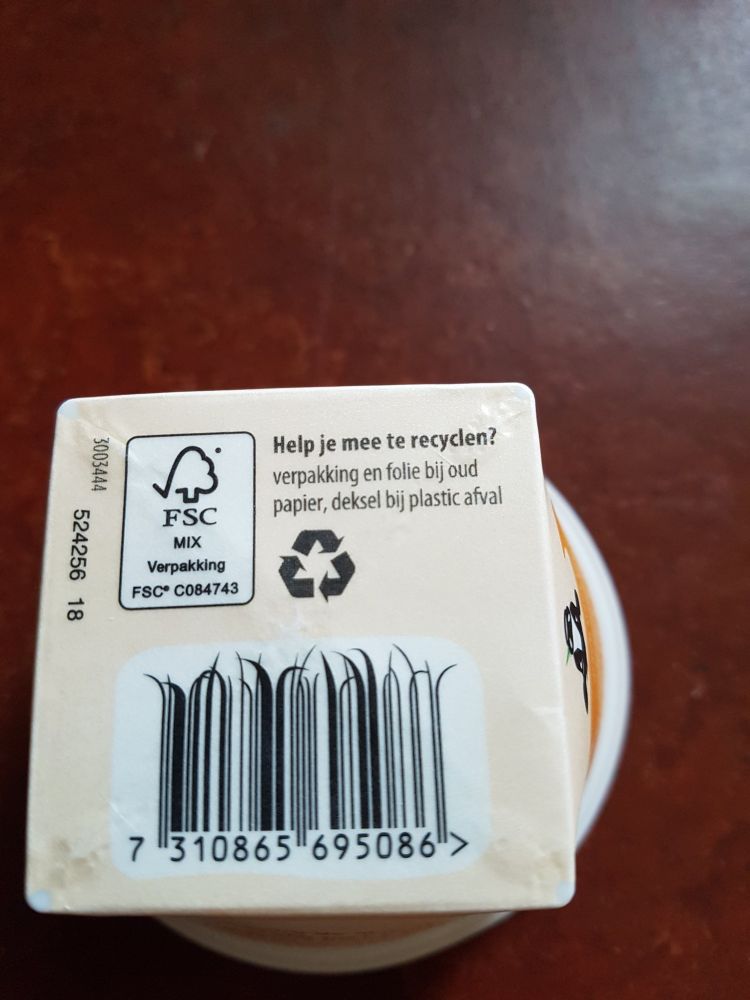 3003444
524256 18
FSC
MIX
Verpakking
FSC® C084743
Help je mee te recyclen?
verpakking en folie bij oud
papier, deksel bij plastic afval
7 310865 695086 >